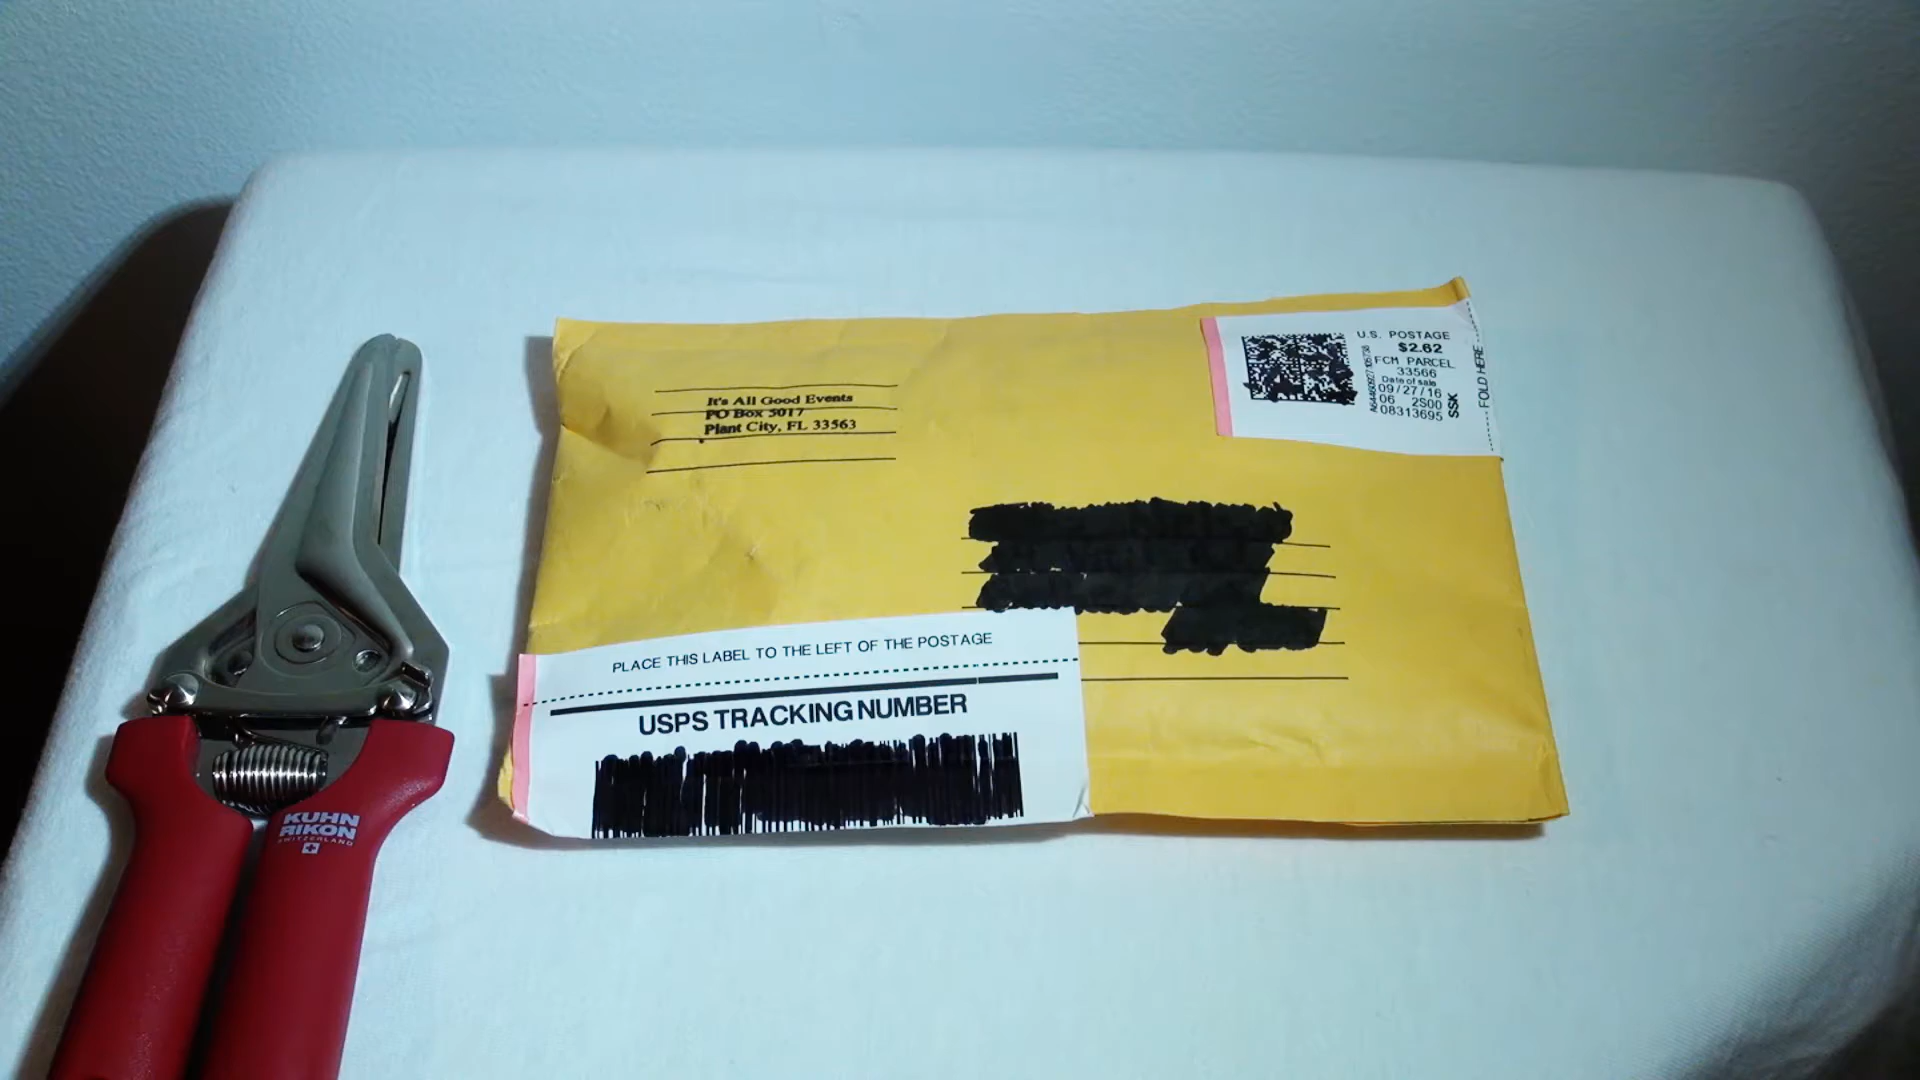 It's All Good Events
PO Box 5017
Plant City, FL 33563
U.S. POSTAGE
$2.62
FCM PARCEL
33566
Date of sale
09/27/16
06 2S00
08313695
SSK
FOLD HERE
PLACE THIS LABEL TO THE LEFT OF THE POSTAGE
USPS TRACKING NUMBER
KUHN
RIKON
SWITZERLAND